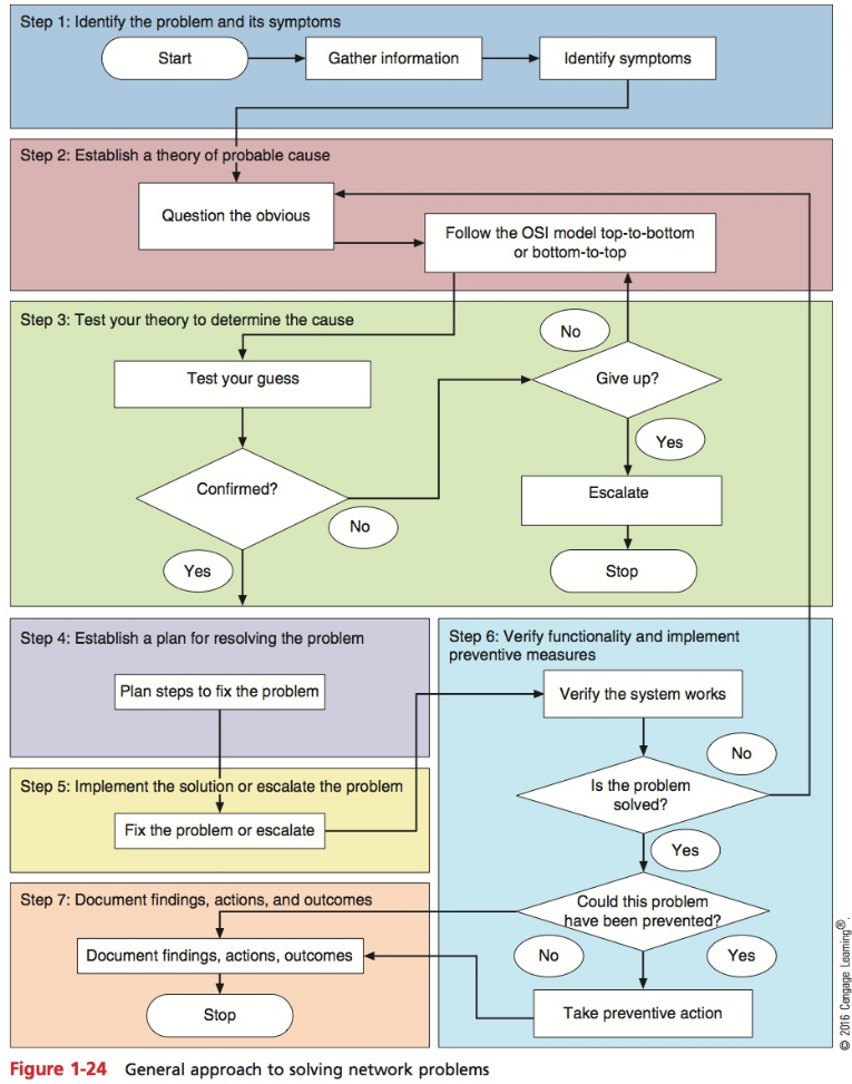 Step 1: Identify the problem and its symptoms
Start
Gather information
Identify symptoms
Step 2: Establish a theory of probable cause
Question the obvious
Follow the OSI model top-to-bottom
or bottom-to-top
Step 3: Test your theory to determine the cause
No
Test your guess
Give up?
Yes
Confirmed?
Escalate
No
Yes
Stop
Step 4: Establish a plan for resolving the problem
Plan steps to fix the problem
Step 5: Implement the solution or escalate the problem
Fix the problem or escalate
Step 6: Verify functionality and implement
preventive measures
Verify the system works
No
Is the problem
solved?
Yes
Could this problem
have been prevented?
No
Yes
Take preventive action
Step 7: Document findings, actions, and outcomes
Document findings, actions, outcomes
Stop
© 2016 Cengage Learning®.
Figure 1-24 General approach to solving network problems